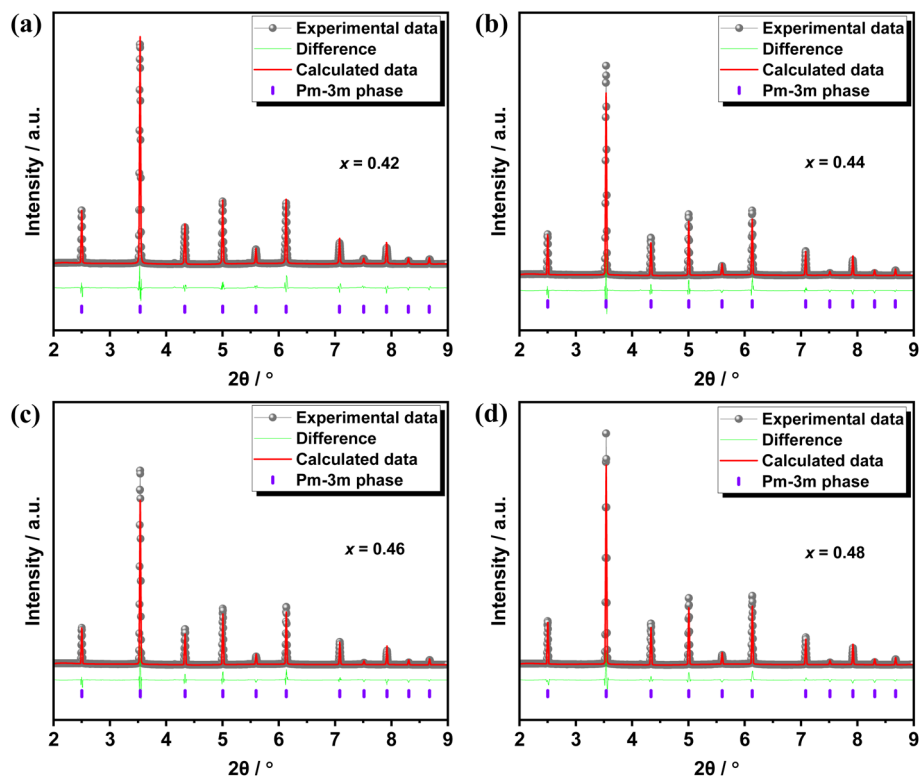 (a)
Experimental data
Difference
Calculated data
Pm-3m phase
x = 0.42
Intensity / a.u.
2 3 4 5 6 7 8 9
2θ / °
(b)
Experimental data
Difference
Calculated data
Pm-3m phase
x = 0.44
Intensity / a.u.
2 3 4 5 6 7 8 9
2θ / °
(c)
Experimental data
Difference
Calculated data
Pm-3m phase
x = 0.46
Intensity / a.u.
2 3 4 5 6 7 8 9
2θ / °
(d)
Experimental data
Difference
Calculated data
Pm-3m phase
x = 0.48
Intensity / a.u.
2 3 4 5 6 7 8 9
2θ / °